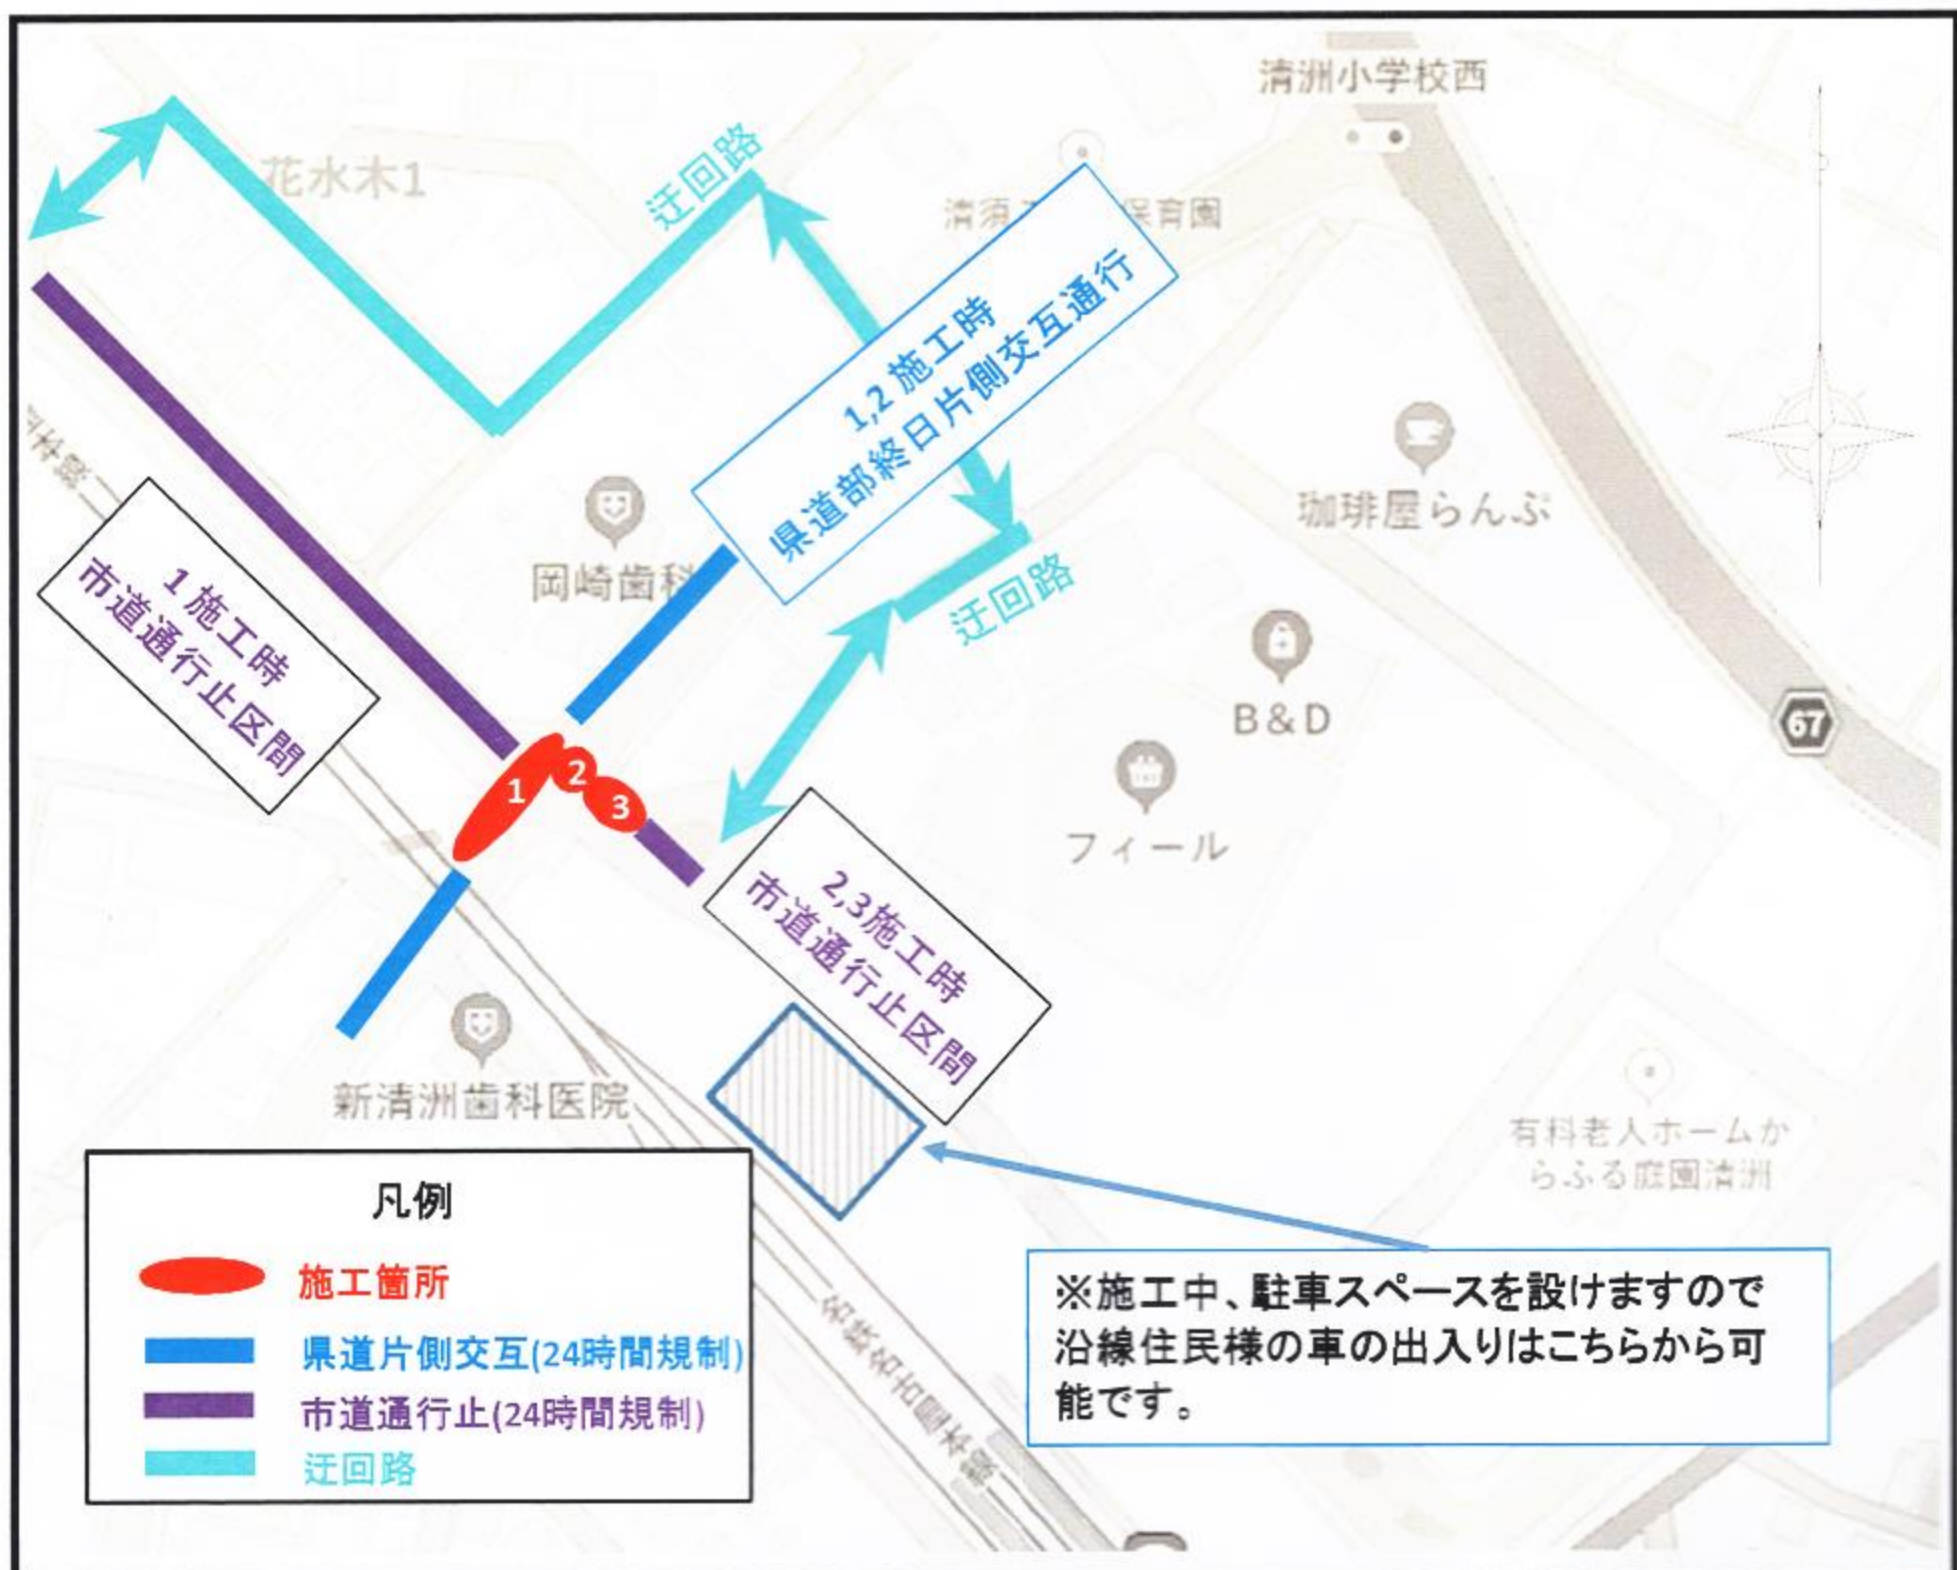 清洲小学校西
花水木1
迂回路
清須
保育園
1,2 施工時
県道部終日片側交互通行
珈琲屋らんぷ
岡崎歯科
1 施工時
市道通行止区間
迂回路
B&D
67
1
2
3
フィール
2,3施工時
市道通行止区間
新清洲歯科医院
有料老人ホームか
らふる庭園清洲
凡例
施工箇所
県道片側交互(24時間規制)
市道通行止(24時間規制)
迂回路
※施工中、駐車スペースを設けますので
沿線住民様の車の出入りはこちらから可
能です。
名鉄名古屋本線